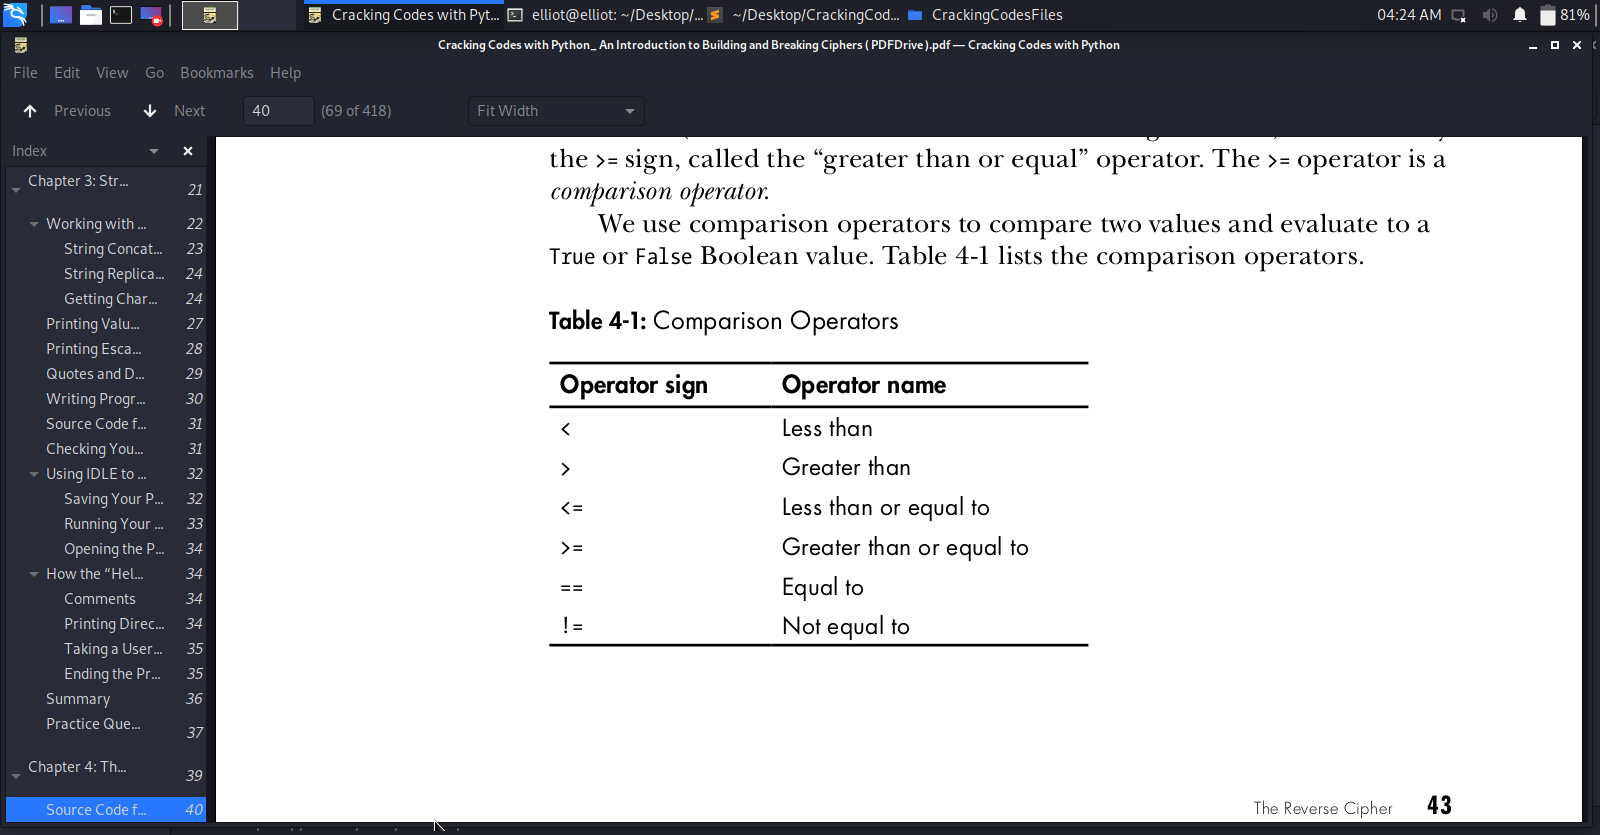 Cracking Codes with Pyt...
elliot@elliot: ~/Desktop/...
~/Desktop/CrackingCod...
CrackingCodesFiles
04:24 AM
81%
Cracking Codes with Python_ An Introduction to Building and Breaking Ciphers ( PDFDrive ).pdf — Cracking Codes with Python
File Edit View Go Bookmarks Help
Previous Next 40 (69 of 418) Fit Width
Index
Chapter 3: Str... 21
Working with ... 22
String Concat... 23
String Replica... 24
Getting Char... 24
Printing Valu... 27
Printing Esca... 28
Quotes and D... 29
Writing Progr... 30
Source Code f... 31
Checking You... 31
Using IDLE to ... 32
Saving Your P... 32
Running Your ... 33
Opening the P... 34
How the “Hel... 34
Comments 34
Printing Direc... 34
Taking a User... 35
Ending the Pr... 35
Summary 36
Practice Que... 37
Chapter 4: Th... 39
Source Code f... 40
the >= sign, called the “greater than or equal” operator. The >= operator is a
comparison operator.
We use comparison operators to compare two values and evaluate to a
True or False Boolean value. Table 4-1 lists the comparison operators.
Table 4-1: Comparison Operators
Operator sign Operator name
< Less than
> Greater than
<= Less than or equal to
>= Greater than or equal to
== Equal to
!= Not equal to
The Reverse Cipher 43